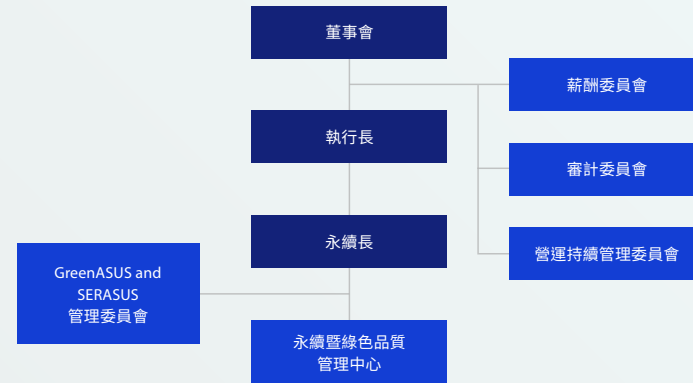 董事會
薪酬委員會
執行長
審計委員會
永續長
營運持續管理委員會
GreenASUS and
SERASUS
管理委員會
永續暨綠色品質
管理中心